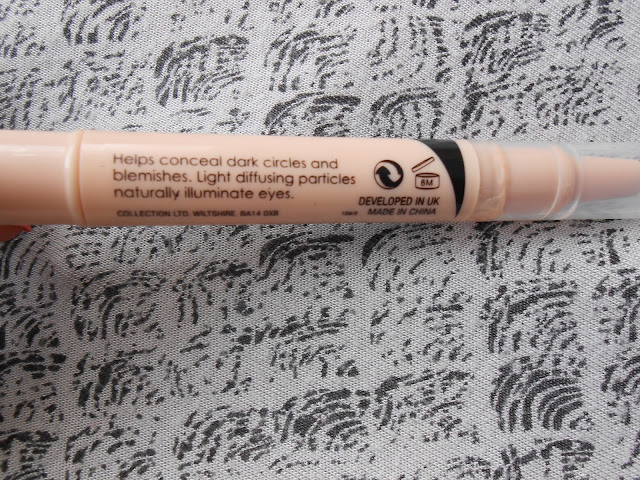 Helps conceal dark circles and
blemishes. Light diffusing particles
naturally illuminate eyes.
COLLECTION LTD. WILTSHIRE. BA14 0XB
8M
DEVELOPED IN UK
MADE IN CHINA